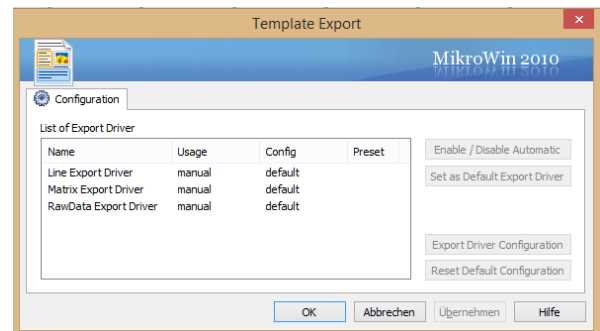 Template Export
MikroWin 2010
Configuration
List of Export Driver
Name Usage Config Preset
Line Export Driver manual default
Matrix Export Driver manual default
RawData Export Driver manual default
Enable / Disable Automatic
Set as Default Export Driver
Export Driver Configuration
Reset Default Configuration
OK Abbrechen Übernehmen Hilfe